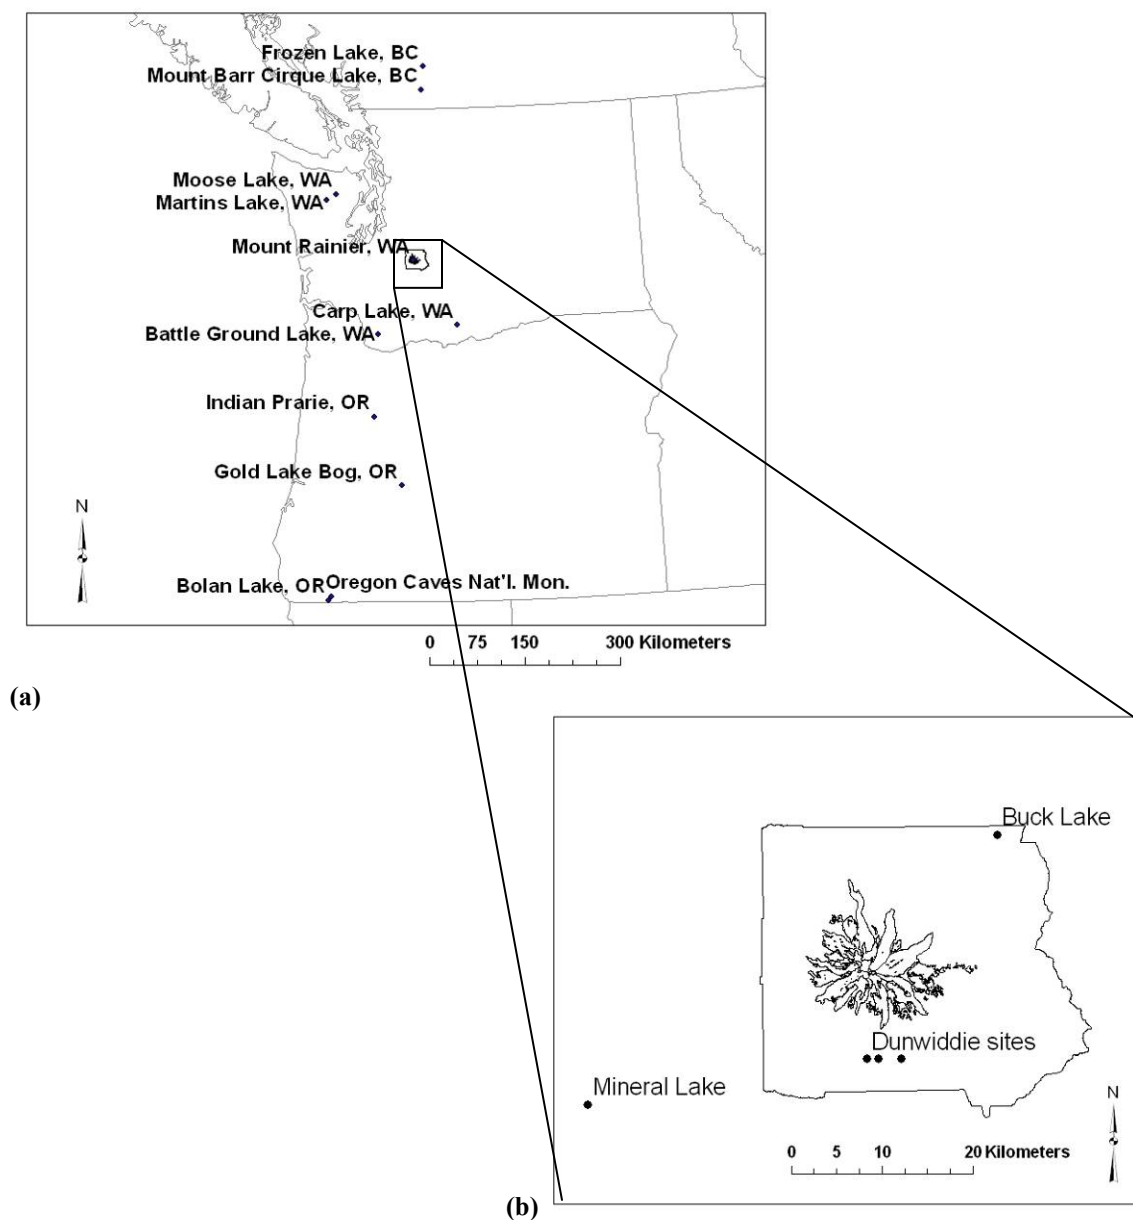 Frozen Lake, BC
Mount Barr Cirque Lake, BC
Moose Lake, WA
Martins Lake, WA
Mount Rainier, WA
Carp Lake, WA
Battle Ground Lake, WA
Indian Prarie, OR
Gold Lake Bog, OR
N
Bolan Lake, OR Oregon Caves Nat'l. Mon.
0 75 150 300 Kilometers
(a)
Buck Lake
Dunwiddie sites
Mineral Lake
N
0 5 10 20 Kilometers
(b)